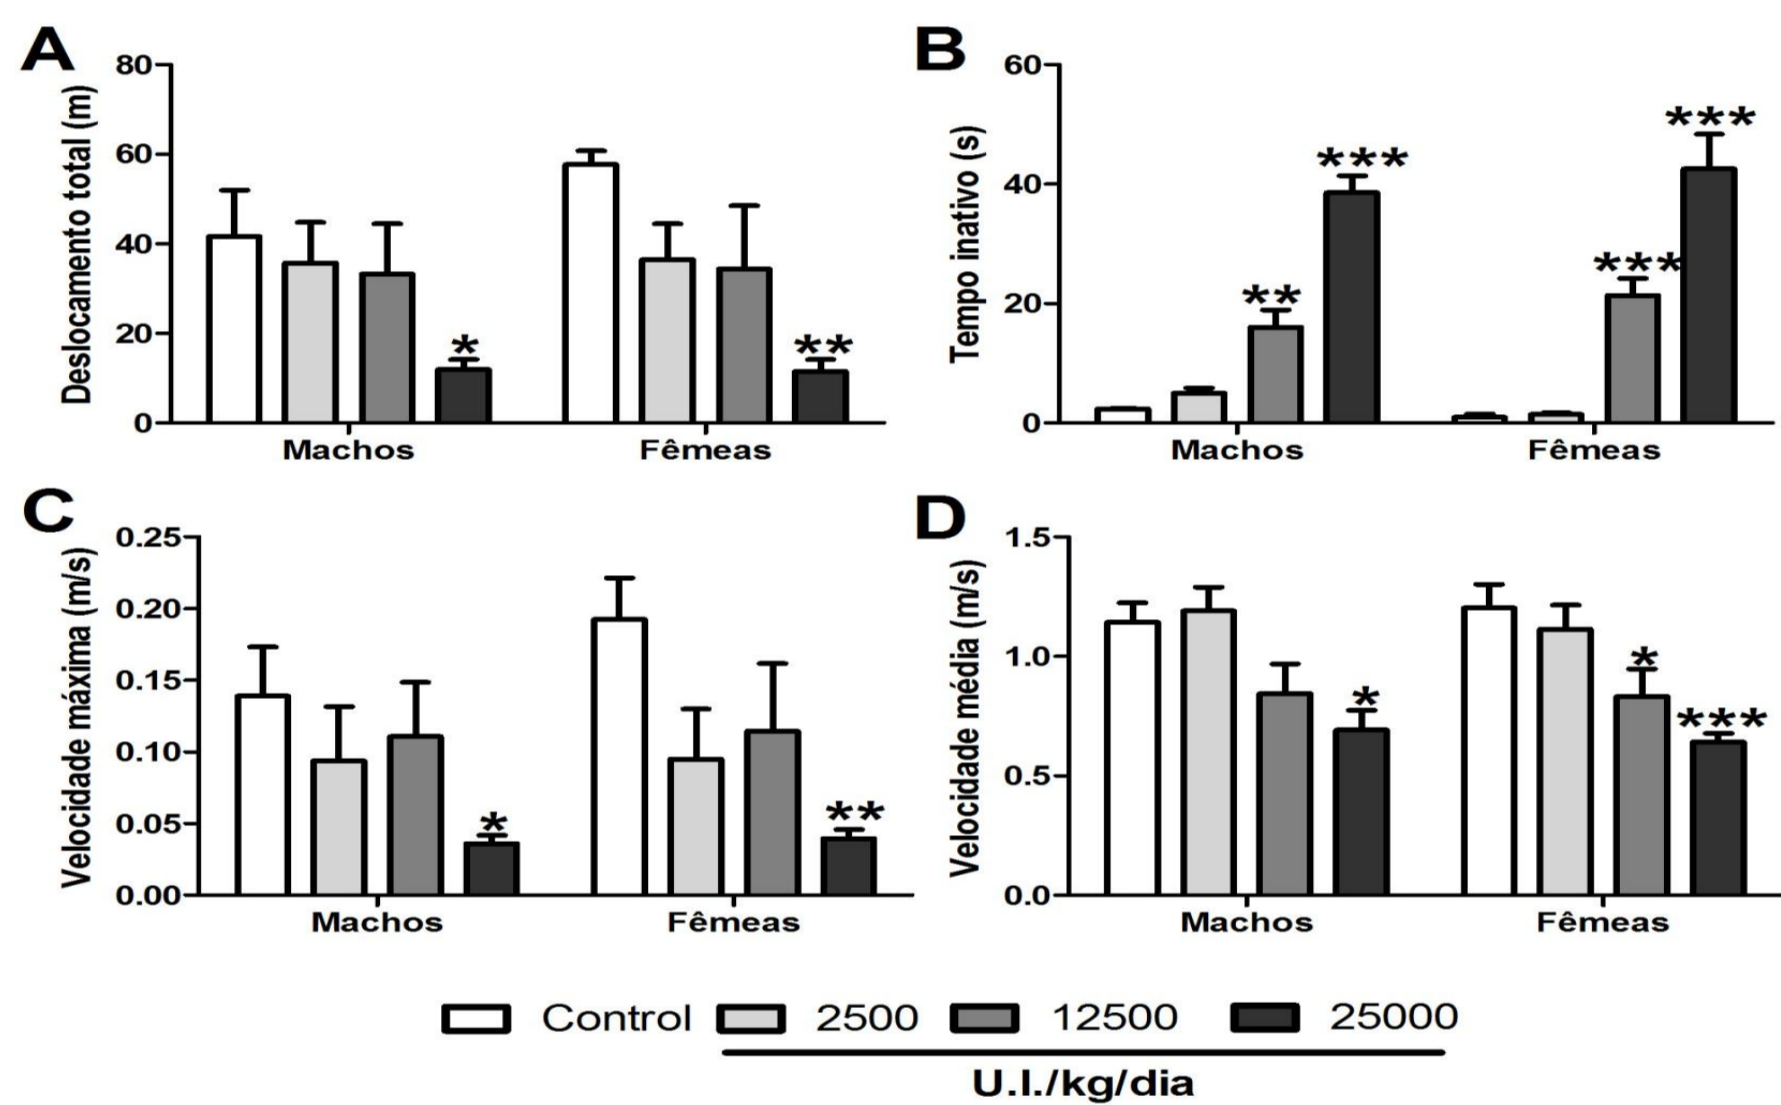 A
Deslocamento total (m)
80
60
40
20
0
*
**
Machos
Fêmeas
B
Tempo inativo (s)
60
40
20
0
**
***
***
***
Machos
Fêmeas
C
Velocidade máxima (m/s)
0.25
0.20
0.15
0.10
0.05
0.00
*
**
Machos
Fêmeas
D
Velocidade média (m/s)
1.5
1.0
0.5
0.0
*
*
***
Machos
Fêmeas
Control 2500 12500 25000
U.I./kg/dia